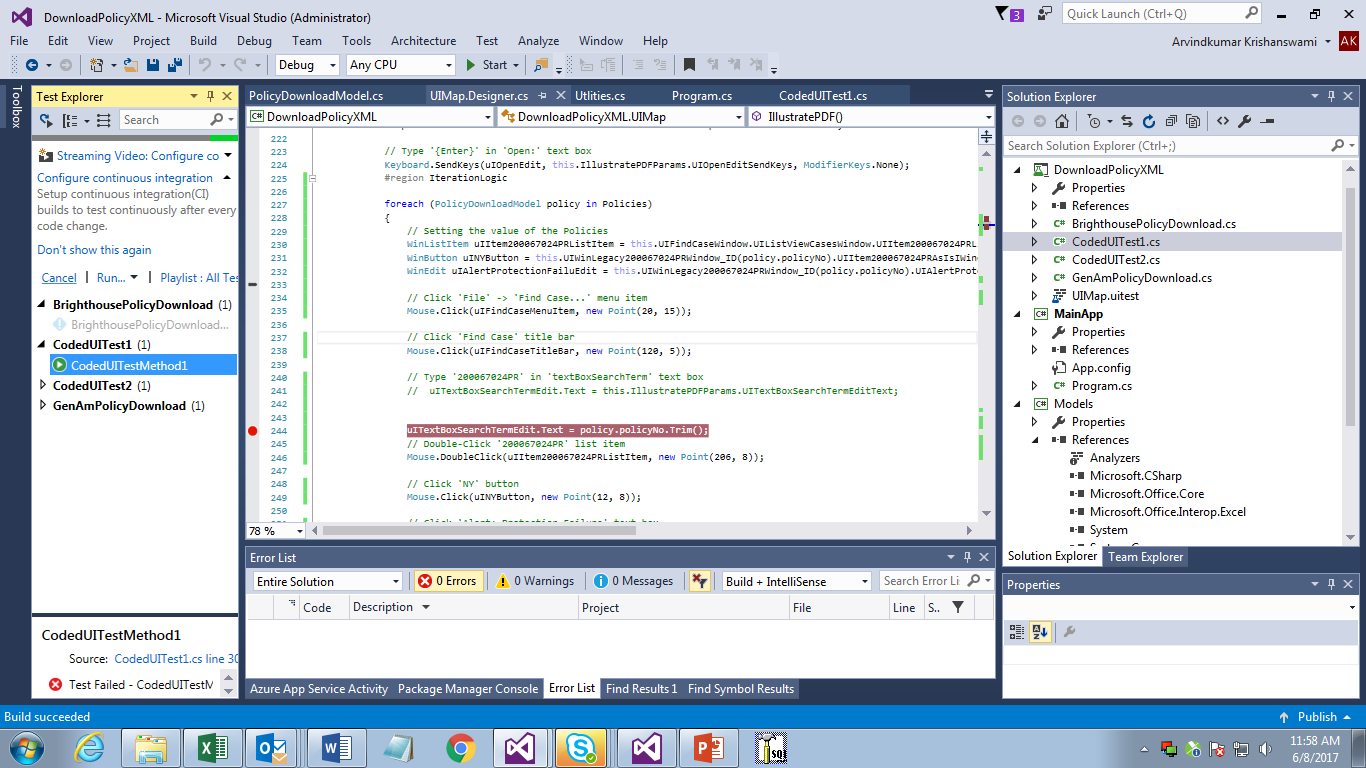 DownloadPolicyXML - Microsoft Visual Studio (Administrator)
3
Quick Launch (Ctrl+Q)
File Edit View Project Build Debug Team Tools Architecture Test Analyze Window Help
Arvindkumar Krishanswami AK
Debug Any CPU Start
Toolbox
Test Explorer
Search
Streaming Video: Configure co
Configure continuous integration
Setup continuous integration(CI)
builds to test continuously after every
code change.
Don't show this again
Cancel Run... Playlist : All Tes
BrighthousePolicyDownload (1)
BrighthousePolicyDownload...
CodedUITest1 (1)
CodedUITestMethod1
CodedUITest2 (1)
GenAmPolicyDownload (1)
CodedUITestMethod1
Source: CodedUITest1.cs line 30
Test Failed - CodedUITestM
PolicyDownloadModel.cs UIMap.Designer.cs Utlities.cs Program.cs CodedUITest1.cs
DownloadPolicyXML DownloadPolicyXML.UIMap IllustratePDF()
222
223 // Type '{Enter}' in 'Open:' text box
224 Keyboard.SendKeys(uIOpenEdit, this.IllustratePDFParams.UIOpenEditSendKeys, ModifierKeys.None);
225 #region IterationLogic
226
227 foreach (PolicyDownloadModel policy in Policies)
228 {
229 // Setting the value of the Policies
230 WinListItem uIItem200067024PRListItem = this.UIFindCaseWindow.UIListViewCasesWindow.UIItem200067024PRL
231 WinButton uINYButton = this.UIWinLegacy200067024PRWindow_ID(policy.policyNo).UIItem200067024PRAsIsIWin
232 WinEdit uIAlertProtectionFailuEdit = this.UIWinLegacy200067024PRWindow_ID(policy.policyNo).UIAlertProt
233
234 // Click 'File' -> 'Find Case...' menu item
235 Mouse.Click(uIFindCaseMenuItem, new Point(20, 15));
236
237 // Click 'Find Case' title bar
238 Mouse.Click(uIFindCaseTitleBar, new Point(120, 5));
239
240 // Type '200067024PR' in 'textBoxSearchTerm' text box
241 // uITextBoxSearchTermEdit.Text = this.IllustratePDFParams.UITextBoxSearchTermEditText;
242
243
244 uITextBoxSearchTermEdit.Text = policy.policyNo.Trim();
245 // Double-Click '200067024PR' list item
246 Mouse.DoubleClick(uIItem200067024PRListItem, new Point(206, 8));
247
248 // Click 'NY' button
249 Mouse.Click(uINYButton, new Point(12, 8));
250
78 %
Error List
Entire Solution 0 Errors 0 Warnings 0 Messages Build + IntelliSense Search Error Li
Code Description Project File Line S..
Azure App Service Activity Package Manager Console Error List Find Results 1 Find Symbol Results
Solution Explorer
Search Solution Explorer (Ctrl+;)
DownloadPolicyXML
Properties
References
BrighthousePolicyDownload.cs
CodedUITest1.cs
CodedUITest2.cs
GenAmPolicyDownload.cs
UIMap.uitest
MainApp
Properties
References
App.config
Program.cs
Models
Properties
References
Analyzers
Microsoft.CSharp
Microsoft.Office.Core
Microsoft.Office.Interop.Excel
System
Solution Explorer Team Explorer
Properties
Build succeeded
Publish
11:58 AM
6/8/2017